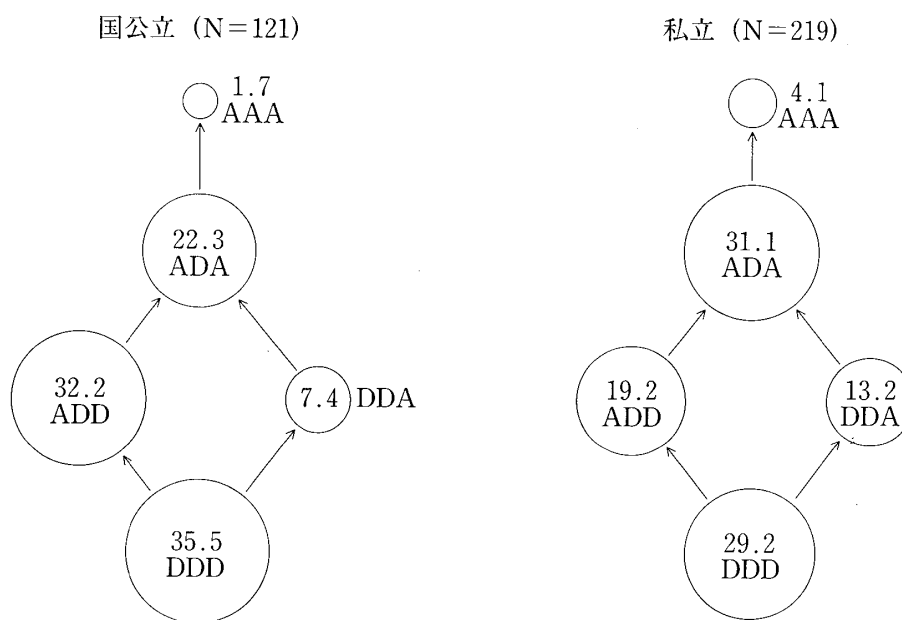 国公立 (N=121)
1.7
AAA
22.3
ADA
32.2
ADD
7.4 DDA
35.5
DDD
私立 (N=219)
4.1
AAA
31.1
ADA
19.2
ADD
13.2
DDA
29.2
DDD